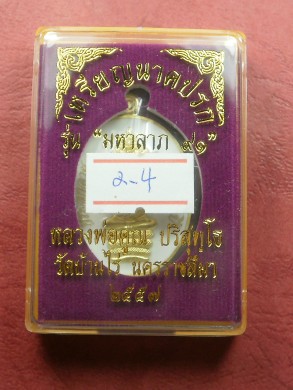 เหรียญนาคปรก
รุ่น "มหาลาภ ๙๑"
2-4
หลวงพ่อคูณ ปริสุทฺโธ
วัดบ้านไร่ นครราชสีมา
๒๕๕๗